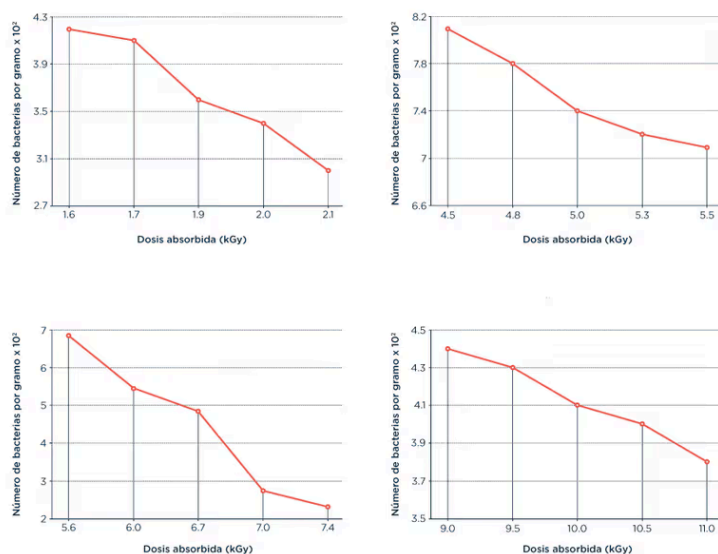 Número de bacterias por gramo x 10²
4.3
3.9
3.5
3.1
2.7
1.6 1.7 1.9 2.0 2.1
Dosis absorbida (kGy)
Número de bacterias por gramo x 10²
8.2
7.8
7.4
7
6.6
4.5 4.8 5.0 5.3 5.5
Dosis absorbida (kGy)
Número de bacterias por gramo x 10²
7
6
5
4
3
2
5.6 6.0 6.7 7.0 7.4
Dosis absorbida (kGy)
Número de bacterias por gramo x 10²
4.5
4.3
4.1
3.9
3.7
3.5
9.0 9.5 10.0 10.5 11.0
Dosis absorbida (kGy)